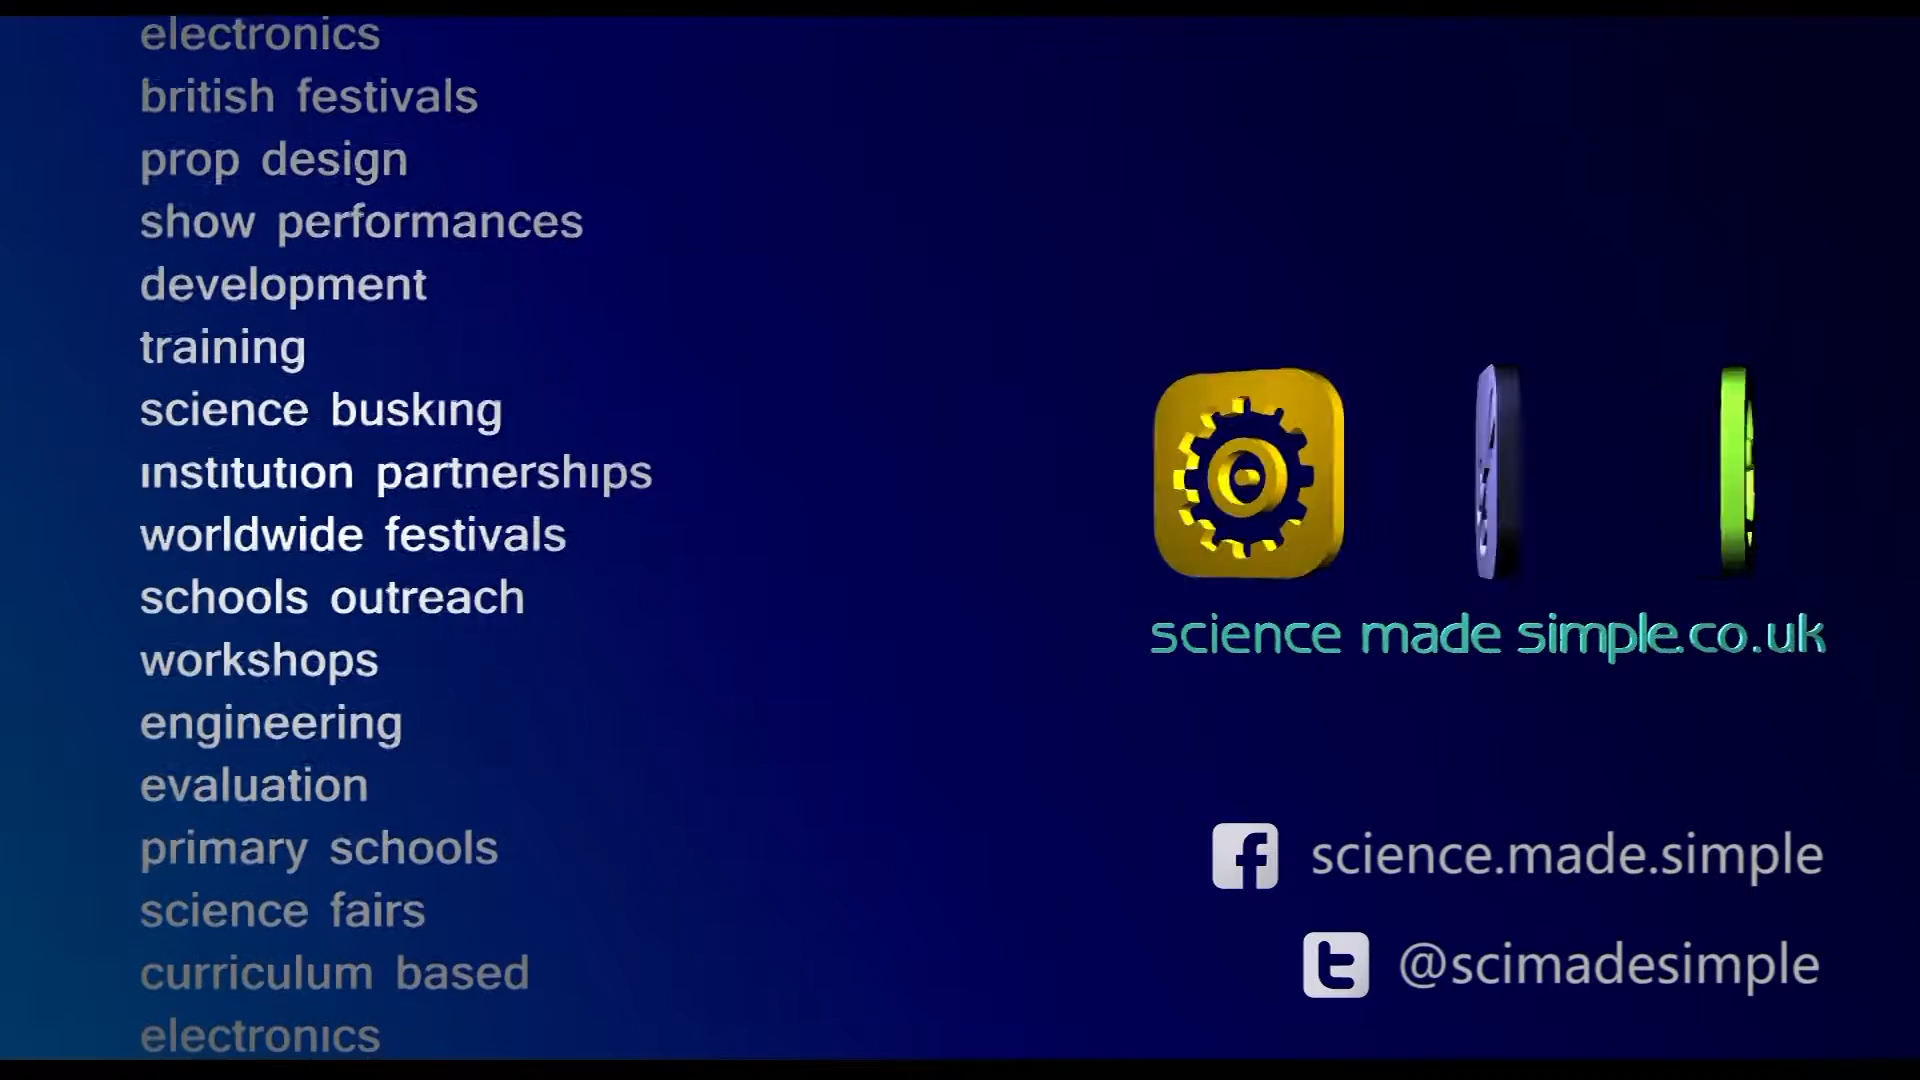 electronics
british festivals
prop design
show performances
development
training
science busking
institution partnerships
worldwide festivals
schools outreach
workshops
engineering
evaluation
primary schools
science fairs
curriculum based
electronics
science made simple.co.uk
science.made.simple
@scimadesimple